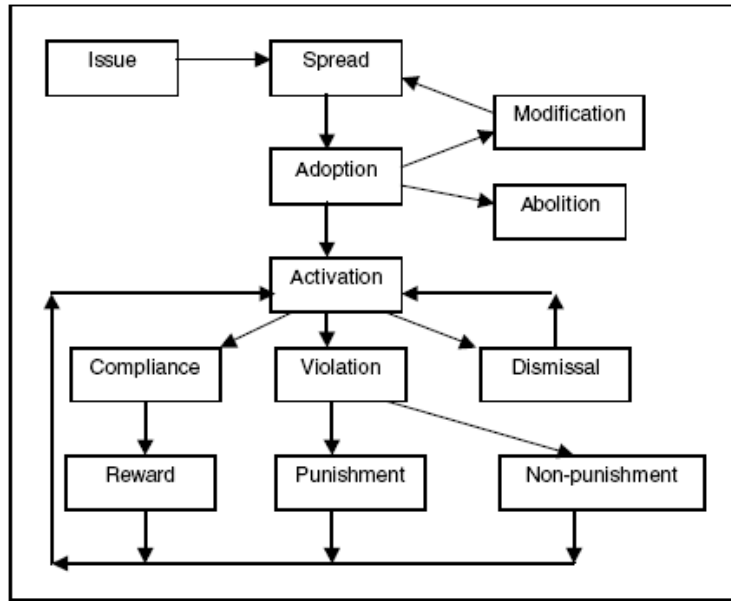 Issue
Spread
Modification
Adoption
Abolition
Activation
Compliance
Violation
Dismissal
Reward
Punishment
Non-punishment